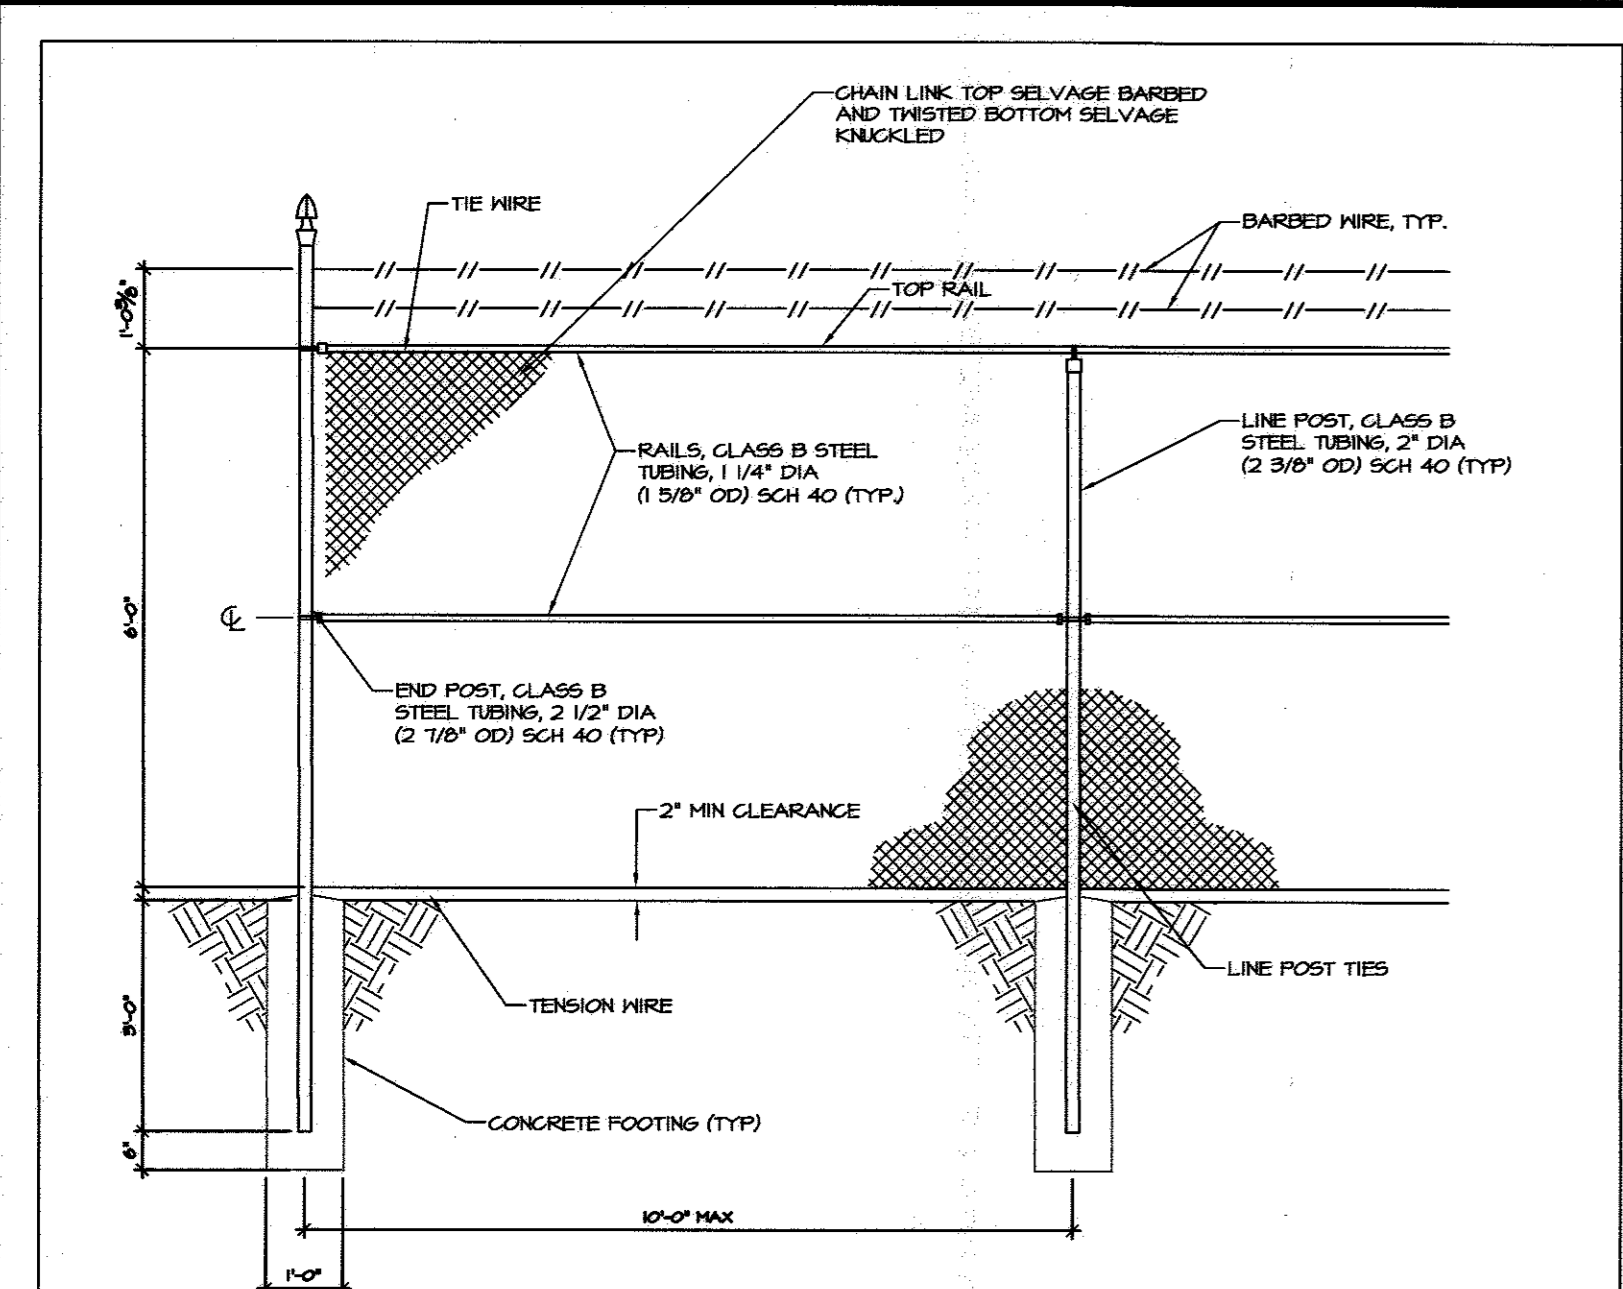 CHAIN LINK TOP SELVAGE BARBED
AND TWISTED BOTTOM SELVAGE
KNUCKLED
TIE WIRE
BARBED WIRE, TYP.
TOP RAIL
1'-0 3/8"
LINE POST, CLASS B
STEEL TUBING, 2" DIA
(2 3/8" OD) SCH 40 (TYP)
RAILS, CLASS B STEEL
TUBING, 1 1/4" DIA
(1 5/8" OD) SCH 40 (TYP.)
6'-0"
CL
END POST, CLASS B
STEEL TUBING, 2 1/2" DIA
(2 7/8" OD) SCH 40 (TYP)
2" MIN CLEARANCE
LINE POST TIES
TENSION WIRE
3'-0"
CONCRETE FOOTING (TYP)
6"
10'-0" MAX
1'-0"